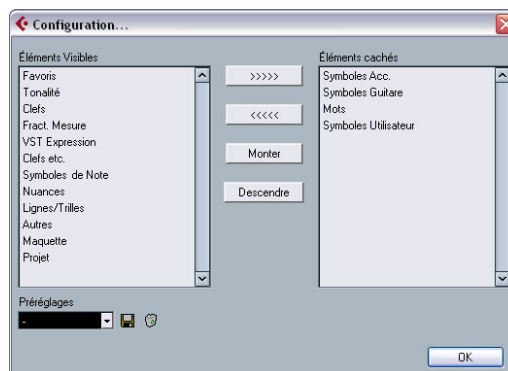 Configuration...
Éléments Visibles
Favoris
Tonalité
Clefs
Fract. Mesure
VST Expression
Clefs etc.
Symboles de Note
Nuances
Lignes/Trilles
Autres
Maquette
Projet
>>>>>
<<<<<
Monter
Descendre
Éléments cachés
Symboles Acc.
Symboles Guitare
Mots
Symboles Utilisateur
Préréglages
-
OK